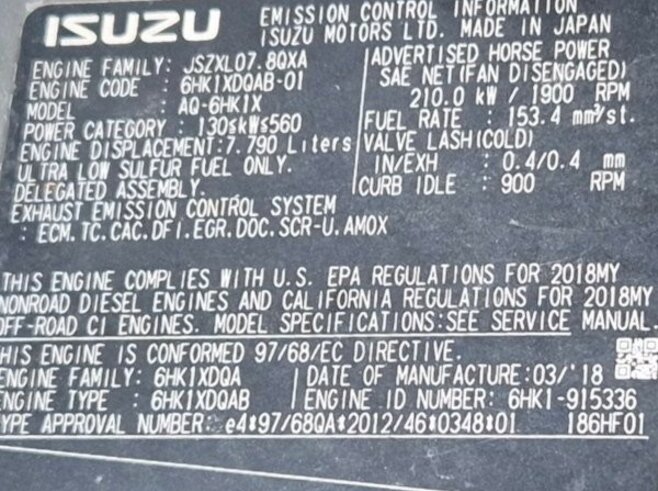 ISUZU
EMISSION CONTROL INFORMATION
ISUZU MOTORS LTD. MADE IN JAPAN
ENGINE FAMILY: JSZXL07.8QXA
ENGINE CODE : 6HK1XDQAB-01
MODEL : AQ-6HK1X
POWER CATEGORY : 130≤kW≤560
ENGINE DISPLACEMENT:7.790 Liters
ULTRA LOW SULFUR FUEL ONLY.
DELEGATED ASSEMBLY.
EXHAUST EMISSION CONTROL SYSTEM
: ECM.TC.CAC.DFI.EGR.DOC.SCR-U.AMOX
ADVERTISED HORSE POWER
SAE NET(FAN DISENGAGED)
210.0 kW / 1900 RPM
FUEL RATE : 153.4 mm³/st.
VALVE LASH(COLD)
IN/EXH : 0.4/0.4 mm
CURB IDLE : 900 RPM
THIS ENGINE COMPLIES WITH U.S. EPA REGULATIONS FOR 2018MY
NONROAD DIESEL ENGINES AND CALIFORNIA REGULATIONS FOR 2018MY
OFF-ROAD CI ENGINES. MODEL SPECIFICATIONS:SEE SERVICE MANUAL.
THIS ENGINE IS CONFORMED 97/68/EC DIRECTIVE.
ENGINE FAMILY: 6HK1XDQA
ENGINE TYPE : 6HK1XDQAB
DATE OF MANUFACTURE:03/'18
ENGINE ID NUMBER: 6HK1-915336
TYPE APPROVAL NUMBER: e4*97/68QA*2012/46*0348*01 186HF01